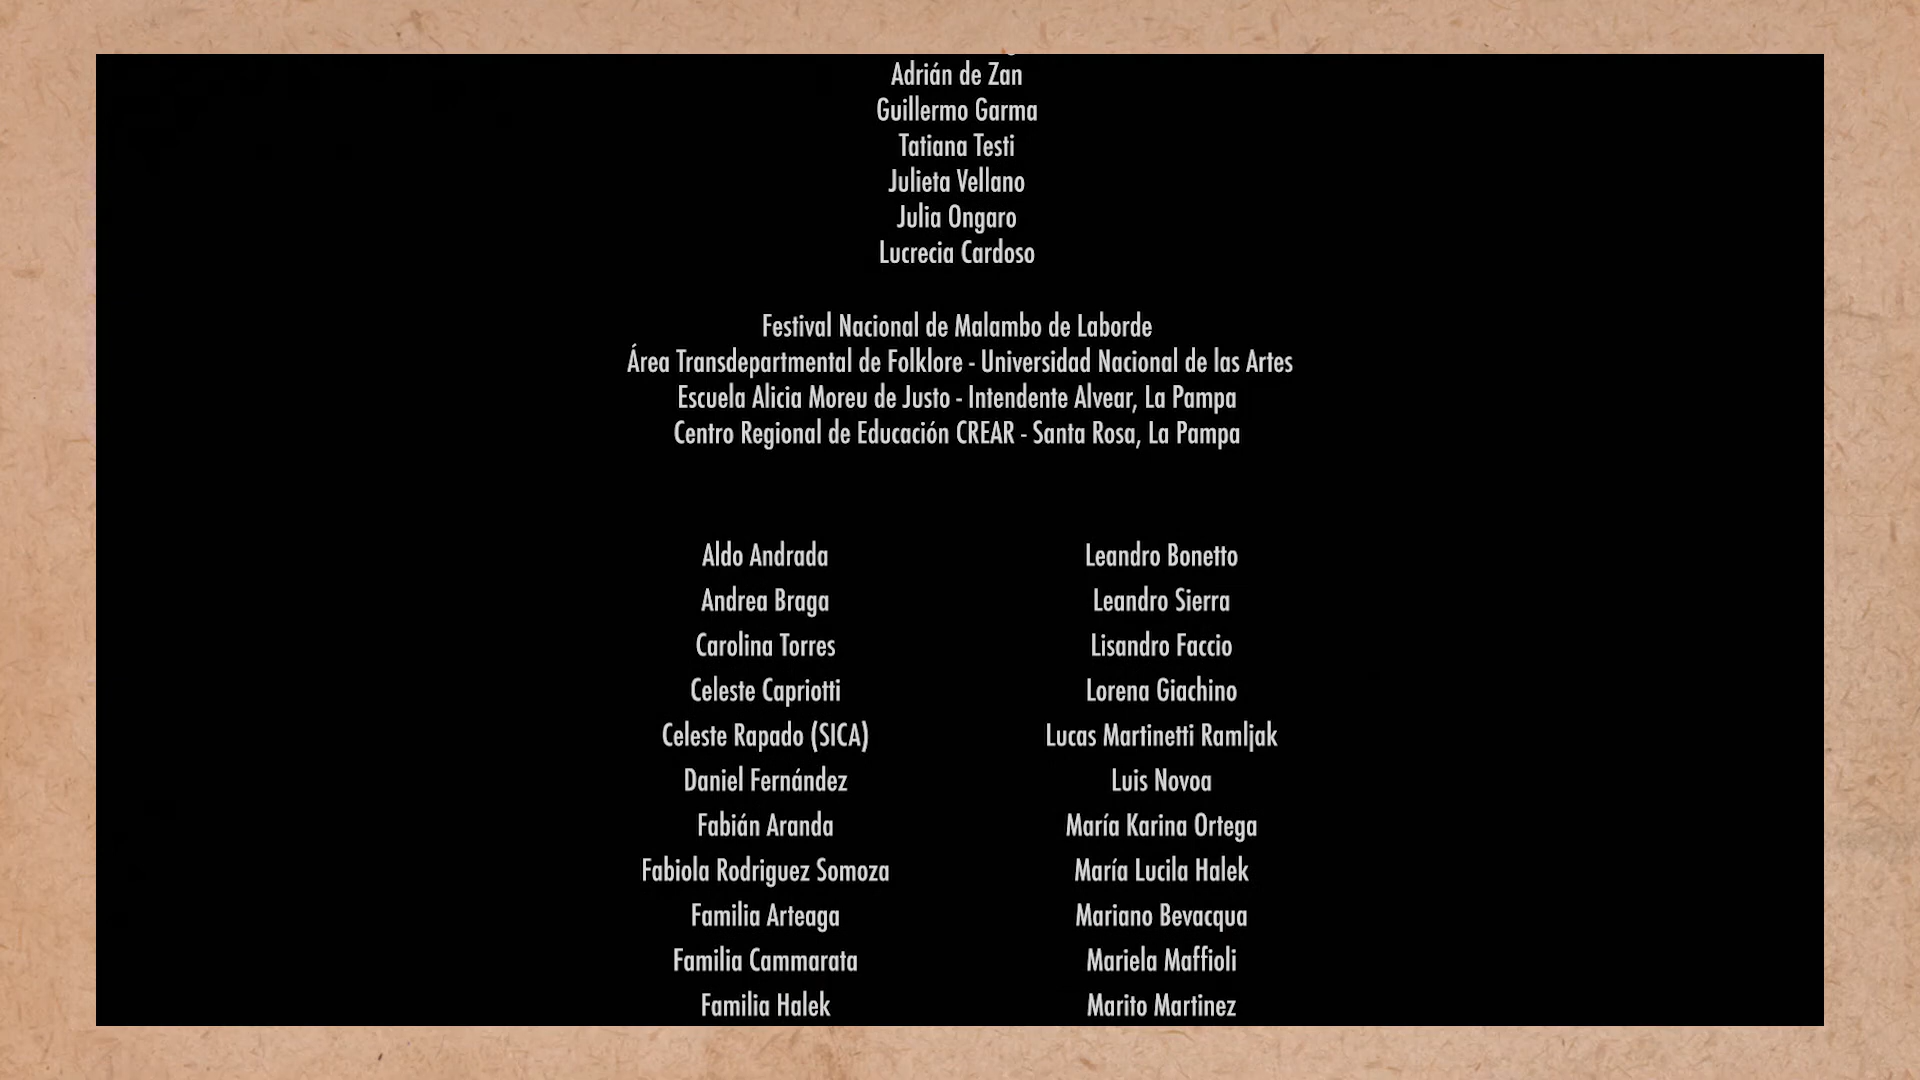 Adrián de Zan
Guillermo Garma
Tatiana Testi
Julieta Vellano
Julia Ongaro
Lucrecia Cardoso
Festival Nacional de Malambo de Laborde
Área Transdepartmental de Folklore - Universidad Nacional de las Artes
Escuela Alicia Moreu de Justo - Intendente Alvear, La Pampa
Centro Regional de Educación CREAR - Santa Rosa, La Pampa
Aldo Andrada
Andrea Braga
Carolina Torres
Celeste Capriotti
Celeste Rapado (SICA)
Daniel Fernández
Fabián Aranda
Fabiola Rodriguez Somoza
Familia Arteaga
Familia Cammarata
Familia Halek
Leandro Bonetto
Leandro Sierra
Lisandro Faccio
Lorena Giachino
Lucas Martinetti Ramljak
Luis Novoa
María Karina Ortega
María Lucila Halek
Mariano Bevacqua
Mariela Maffioli
Marito Martinez